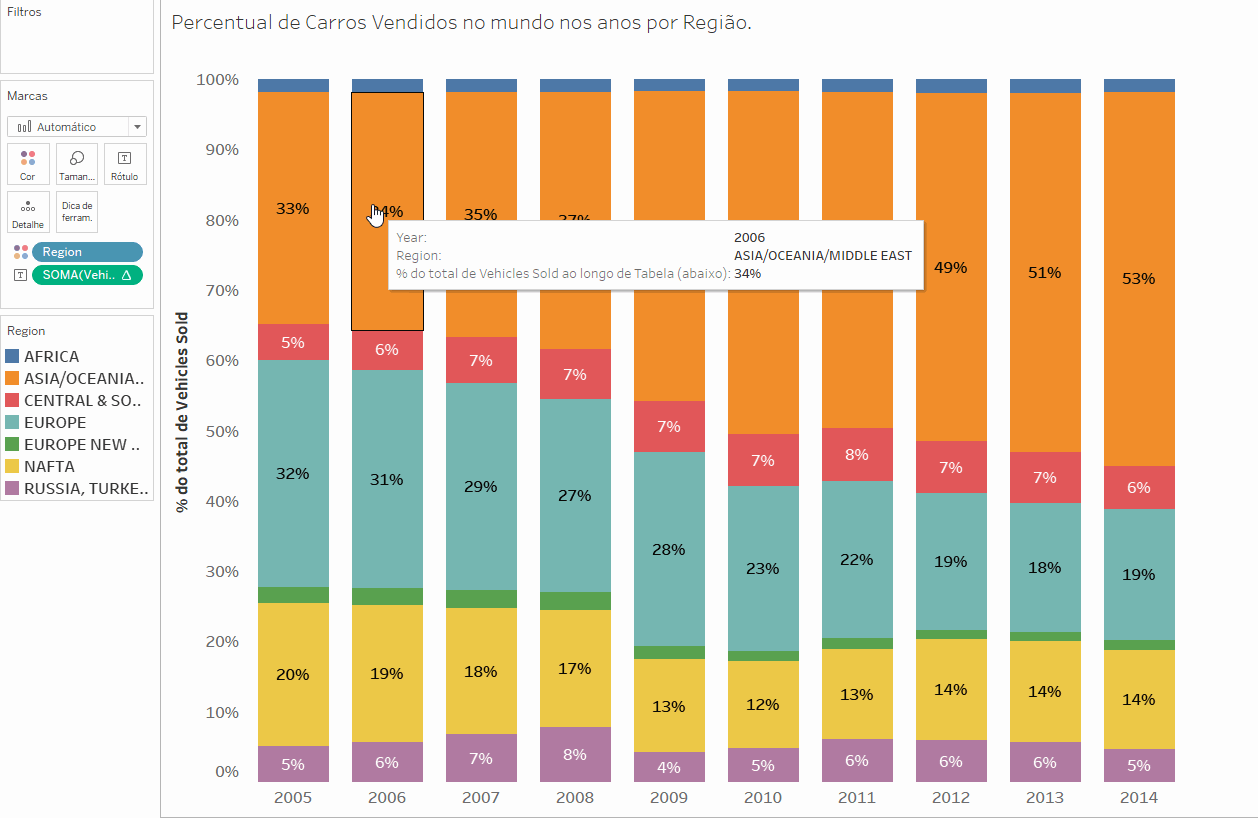 Filtros
Marcas
Automático
Cor
Taman...
Rótulo
Detalhe
Dica de
ferram.
Region
SOMA(Vehi..
Region
AFRICA
ASIA/OCEANIA..
CENTRAL & SO..
EUROPE
EUROPE NEW ..
NAFTA
RUSSIA, TURKE..
Percentual de Carros Vendidos no mundo nos anos por Região.
% do total de Vehicles Sold
100%
90%
80%
70%
60%
50%
40%
30%
20%
10%
0%
33% 35% 49% 51% 53%
Year: 2006
Region: ASIA/OCEANIA/MIDDLE EAST
% do total de Vehicles Sold ao longo de Tabela (abaixo): 34%
5% 6% 7% 7% 7% 7% 8% 7% 7% 6%
32% 31% 29% 27% 28% 23% 22% 19% 18% 19%
20% 19% 18% 17% 13% 12% 13% 14% 14% 14%
5% 6% 7% 8% 4% 5% 6% 6% 6% 5%
2005 2006 2007 2008 2009 2010 2011 2012 2013 2014